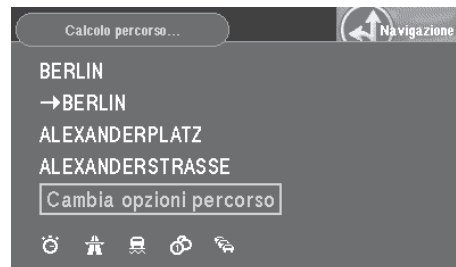 Calcolo percorso...
Navigazione
BERLIN
→BERLIN
ALEXANDERPLATZ
ALEXANDERSTRASSE
Cambia opzioni percorso